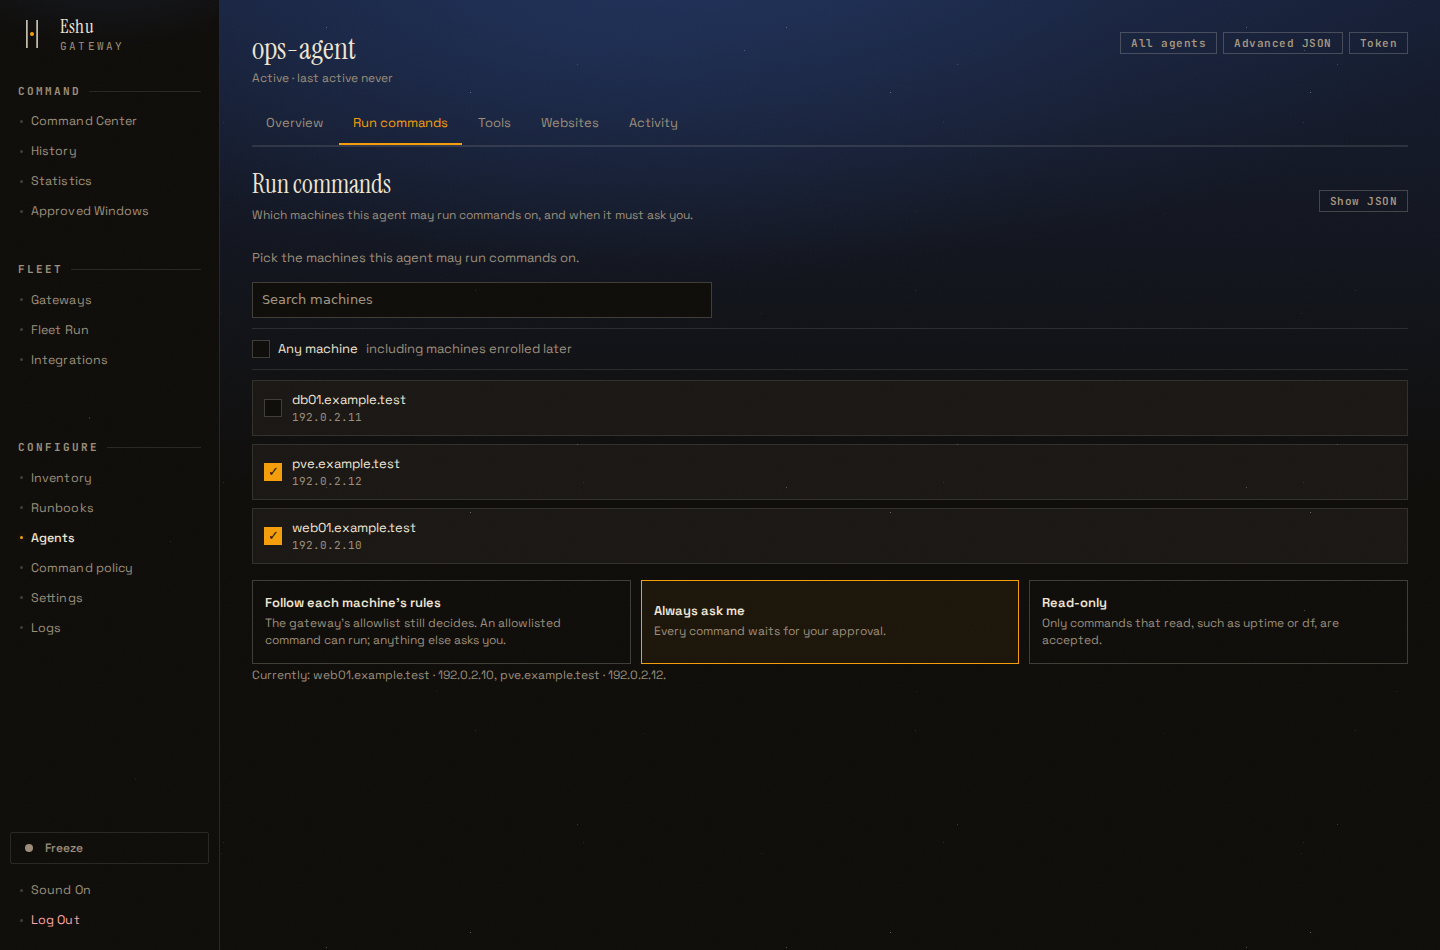 Eshu
GATEWAY
COMMAND
Command Center
History
Statistics
Approved Windows
FLEET
Gateways
Fleet Run
Integrations
CONFIGURE
Inventory
Runbooks
Agents
Command policy
Settings
Logs
Freeze
Sound On
Log Out
ops-agent
Active · last active never
All agents
Advanced JSON
Token
Overview
Run commands
Tools
Websites
Activity
Run commands
Which machines this agent may run commands on, and when it must ask you.
Show JSON
Pick the machines this agent may run commands on.
Search machines
Any machine including machines enrolled later
db01.example.test
192.0.2.11
✓
pve.example.test
192.0.2.12
✓
web01.example.test
192.0.2.10
Follow each machine's rules
The gateway's allowlist still decides. An allowlisted
command can run; anything else asks you.
Always ask me
Every command waits for your approval.
Read-only
Only commands that read, such as uptime or df, are
accepted.
Currently: web01.example.test · 192.0.2.10, pve.example.test · 192.0.2.12.